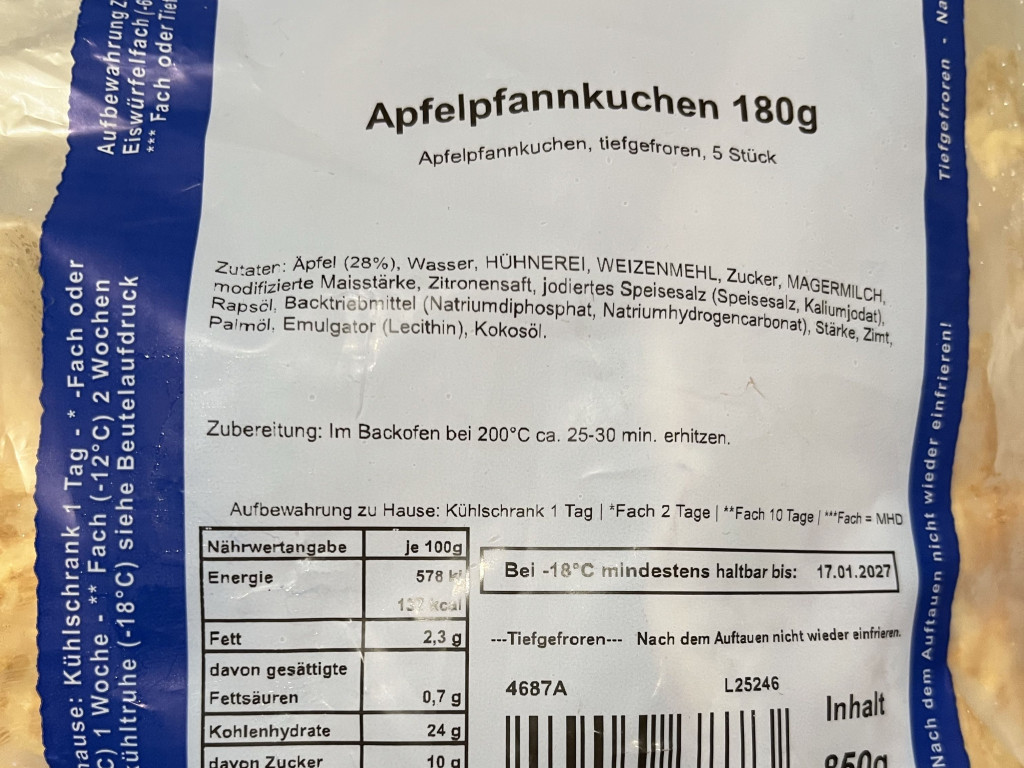 Aufbewahrung
Eiswürfelfach
*** Fach oder
Apfelpfannkuchen 180g
Apfelpfannkuchen, tiefgefroren, 5 Stück
Zutaten: Äpfel (28%), Wasser, HÜHNEREI, WEIZENMEHL, Zucker, MAGERMILCH,
modifizierte Maisstärke, Zitronensaft, jodiertes Speisesalz (Speisesalz, Kaliumjodat),
Rapsöl, Backtriebmittel (Natriumdiphosphat, Natriumhydrogencarbonat), Stärke, Zimt,
Palmöl, Emulgator (Lecithin), Kokosöl.
Zubereitung: Im Backofen bei 200°C ca. 25-30 min. erhitzen.
Aufbewahrung zu Hause: Kühlschrank 1 Tag | *Fach 2 Tage | **Fach 10 Tage | ***Fach = MHD
Nährwertangabe je 100g
Energie 578 kJ
137 kcal
Fett 2,3 g
davon gesättigte
Fettsäuren 0,7 g
Kohlenhydrate 24 g
davon Zucker 10 g
Bei -18°C mindestens haltbar bis: 17.01.2027
---Tiefgefroren--- Nach dem Auftauen nicht wieder einfrieren.
4687A L25246
Inhalt
850g
Kühlschrank 1 Tag - * -Fach oder
1 Woche - ** Fach (-12°C) 2 Wochen
(-18°C) siehe Beutelaufdruck
Tiefgefroren -
Nach dem Auftauen nicht wieder einfrieren!